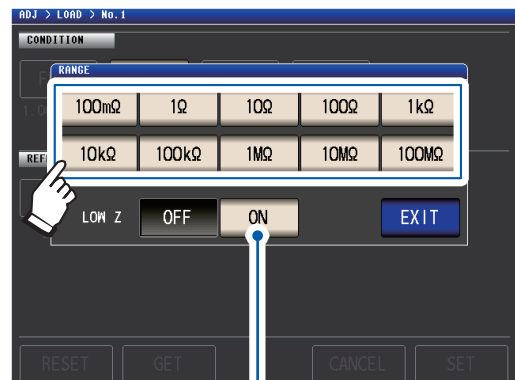 ADJ > LOAD > No.1
CONDITION
RANGE
100mΩ 1Ω 10Ω 100Ω 1kΩ
10kΩ 100kΩ 1MΩ 10MΩ 100MΩ
LOW Z OFF ON EXIT
RESET GET CANCEL SET